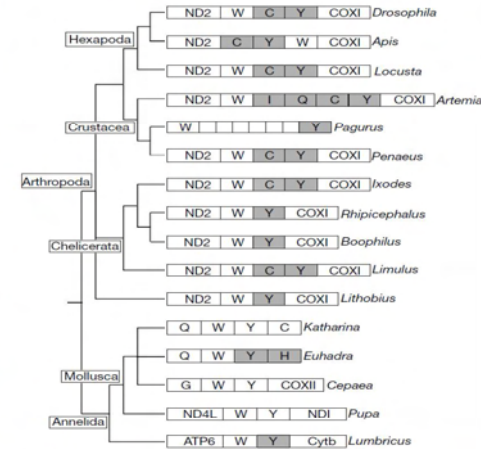 ND2 W C Y COXI Drosophila
Hexapoda
ND2 C Y W COXI Apis
ND2 W C Y COXI Locusta
ND2 W I Q C Y COXI Artemia
Crustacea
W Y Pagurus
ND2 W C Y COXI Penaeus
Arthropoda
ND2 W C Y COXI Ixodes
ND2 W Y COXI Rhipicephalus
Chelicerata
ND2 W Y COXI Boophilus
ND2 W C Y COXI Limulus
ND2 W Y COXI Lithobius
Q W Y C Katharina
Q W Y H Euhadra
Mollusca
G W Y COXII Cepaea
ND4L W Y NDI Pupa
Annelida
ATP6 W Y Cytb Lumbricus